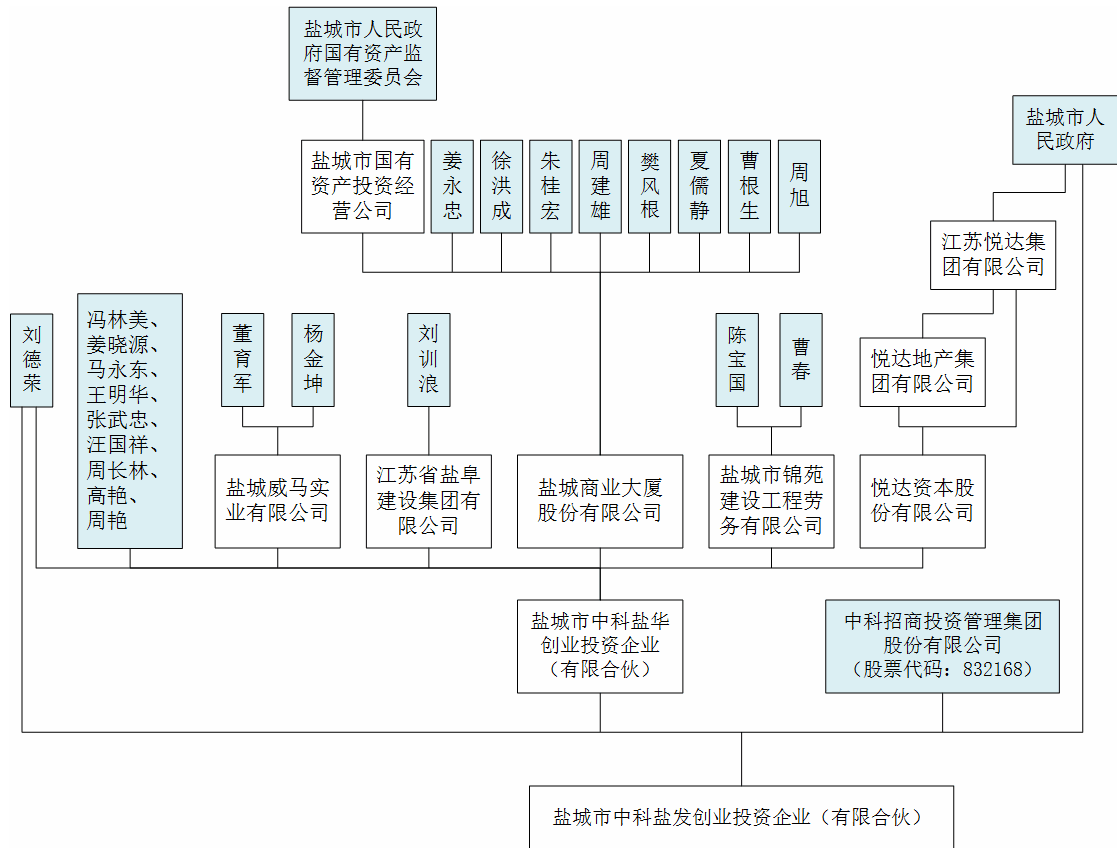 盐城市人民政
府国有资产监
督管理委员会
盐城市人
民政府
盐城市国有
资产投资经
营公司
姜永忠
徐洪成
朱桂宏
周建雄
樊风根
夏儒静
曹根生
周旭
江苏悦达集
团有限公司
刘德荣
冯林美、
姜晓源、
马永东、
王明华、
张武忠、
汪国祥、
周长林、
高艳、
周艳
董育军
杨金坤
刘训浪
陈宝国
曹春
悦达地产集
团有限公司
盐城威马实
业有限公司
江苏省盐阜
建设集团有
限公司
盐城商业大厦
股份有限公司
盐城市锦苑
建设工程劳
务有限公司
悦达资本股
份有限公司
盐城市中科盐华
创业投资企业
（有限合伙）
中科招商投资管理集团
股份有限公司
（股票代码：832168）
盐城市中科盐发创业投资企业（有限合伙）